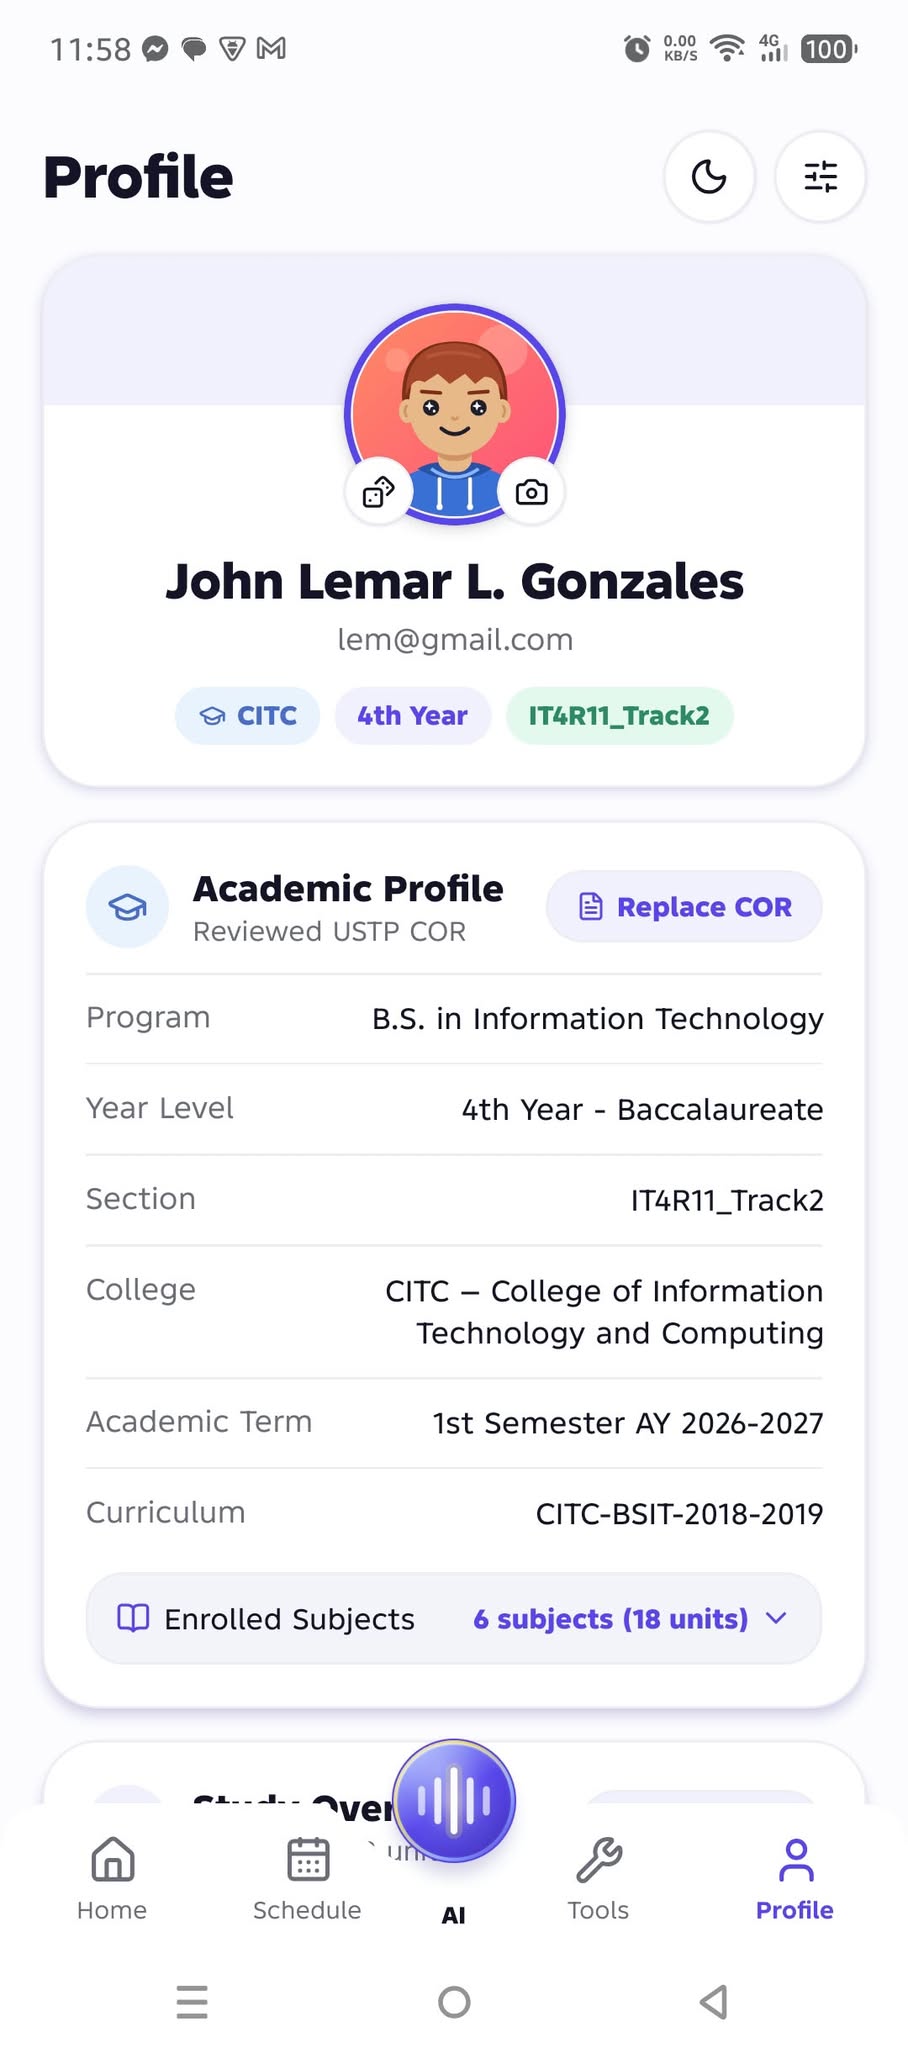 11:58
0.00
KB/S
4G
100
Profile
John Lemar L. Gonzales
lem@gmail.com
CITC
4th Year
IT4R11_Track2
Academic Profile
Reviewed USTP COR
Replace COR
Program
B.S. in Information Technology
Year Level
4th Year - Baccalaureate
Section
IT4R11_Track2
College
CITC – College of Information
Technology and Computing
Academic Term
1st Semester AY 2026-2027
Curriculum
CITC-BSIT-2018-2019
Enrolled Subjects
6 subjects (18 units)
Study
Home
Schedule
AI
Tools
Profile